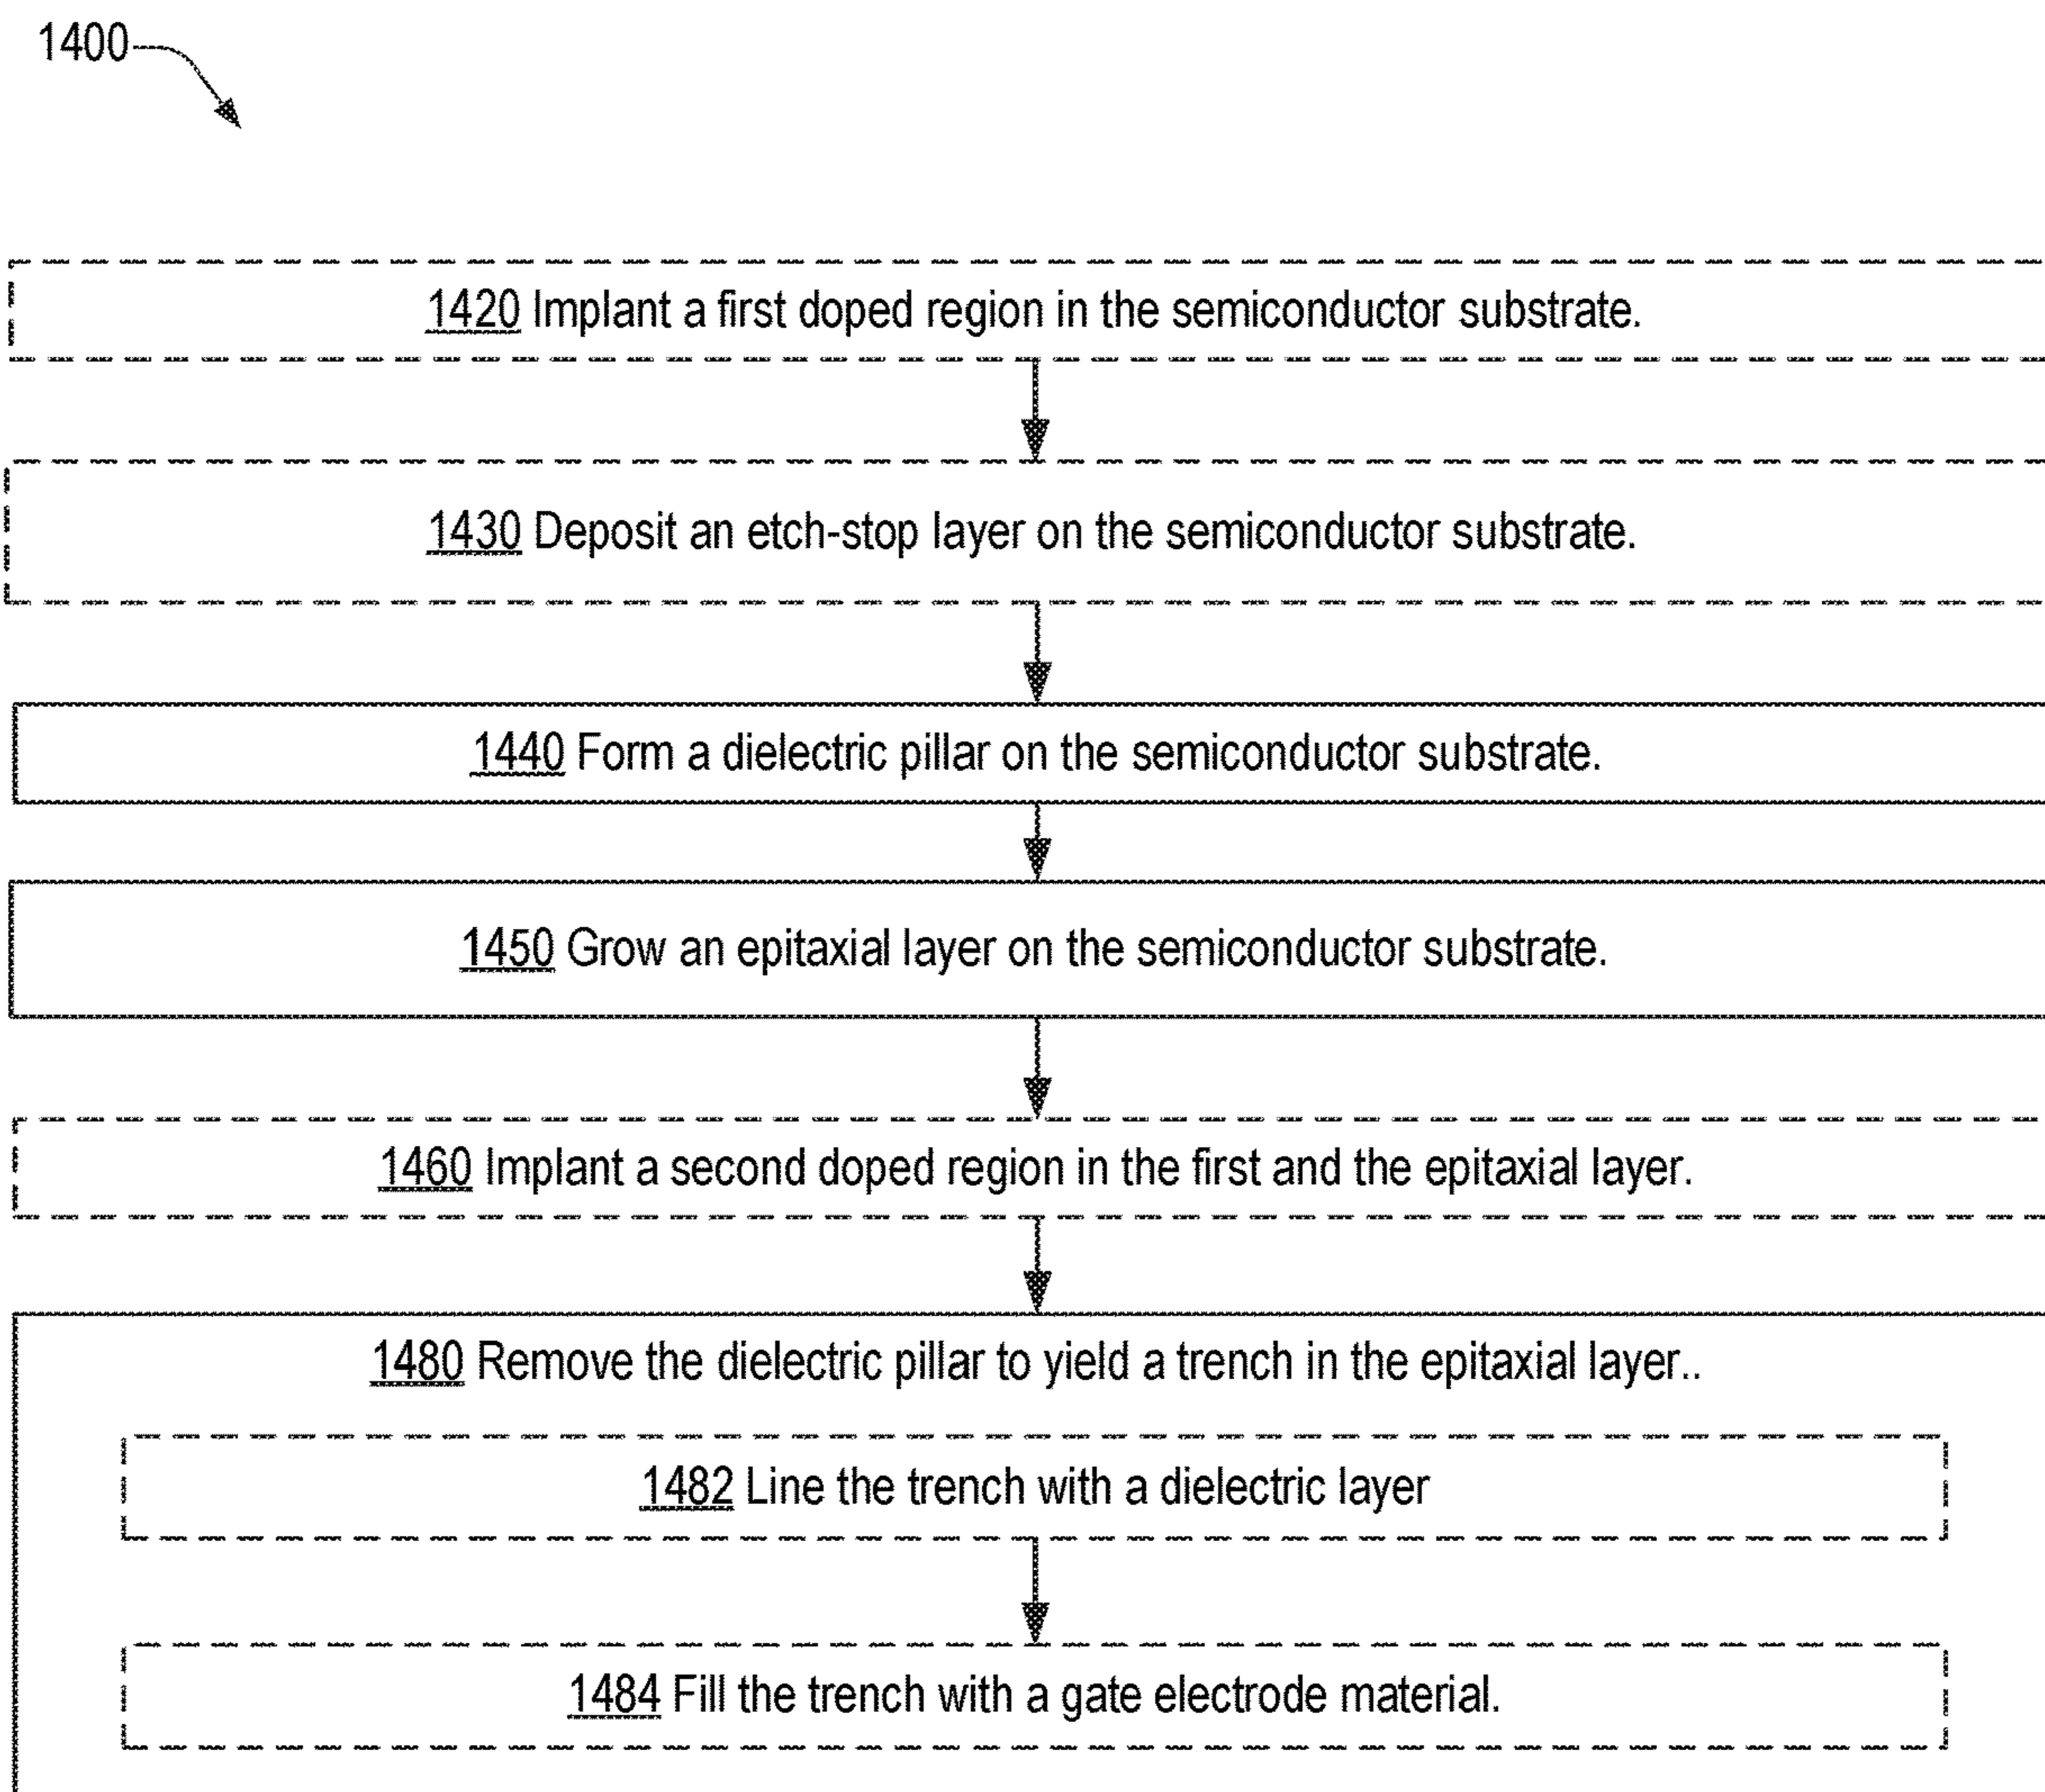 1400
1420 Implant a first doped region in the semiconductor substrate.
1430 Deposit an etch-stop layer on the semiconductor substrate.
1440 Form a dielectric pillar on the semiconductor substrate.
1450 Grow an epitaxial layer on the semiconductor substrate.
1460 Implant a second doped region in the first and the epitaxial layer.
1480 Remove the dielectric pillar to yield a trench in the epitaxial layer..
1482 Line the trench with a dielectric layer
1484 Fill the trench with a gate electrode material.